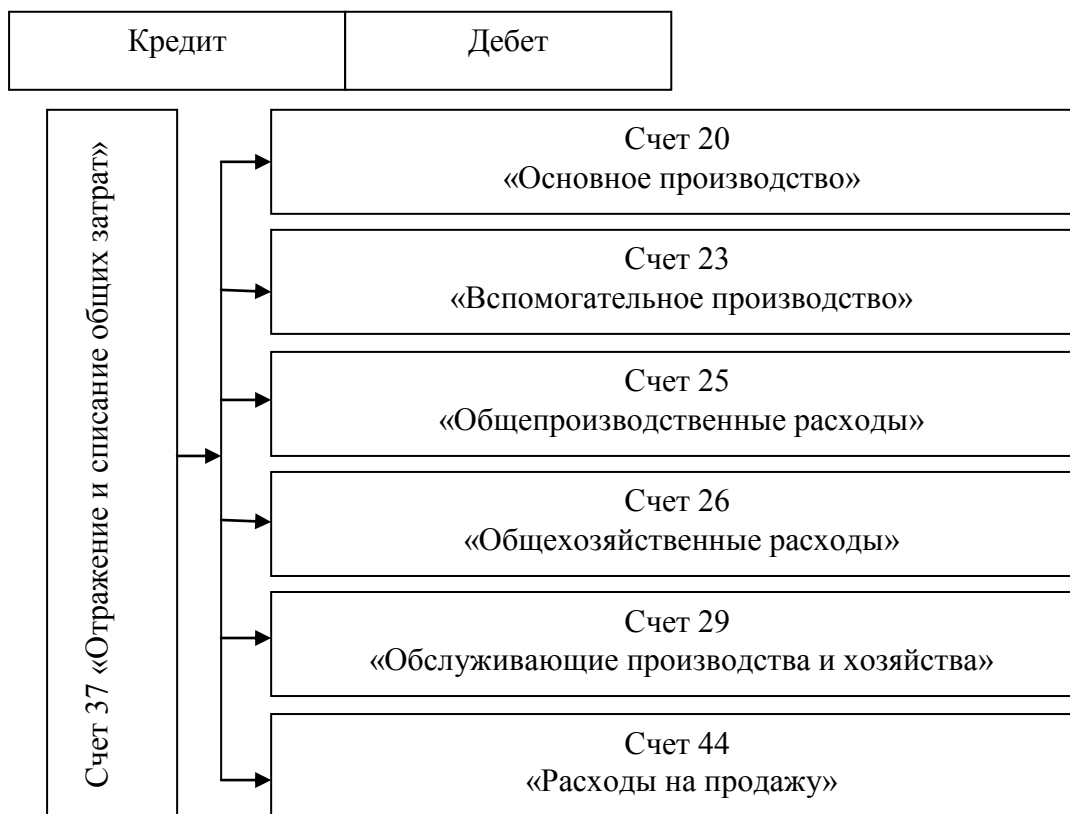 Кредит Дебет
Счет 37 «Отражение и списание общих затрат»
Счет 20
«Основное производство»
Счет 23
«Вспомогательное производство»
Счет 25
«Общепроизводственные расходы»
Счет 26
«Общехозяйственные расходы»
Счет 29
«Обслуживающие производства и хозяйства»
Счет 44
«Расходы на продажу»